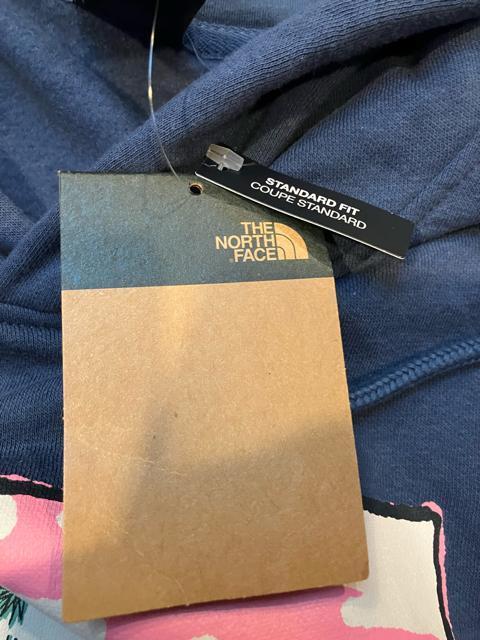 STANDARD FIT
COUPE STANDARD
THE
NORTH
FACE